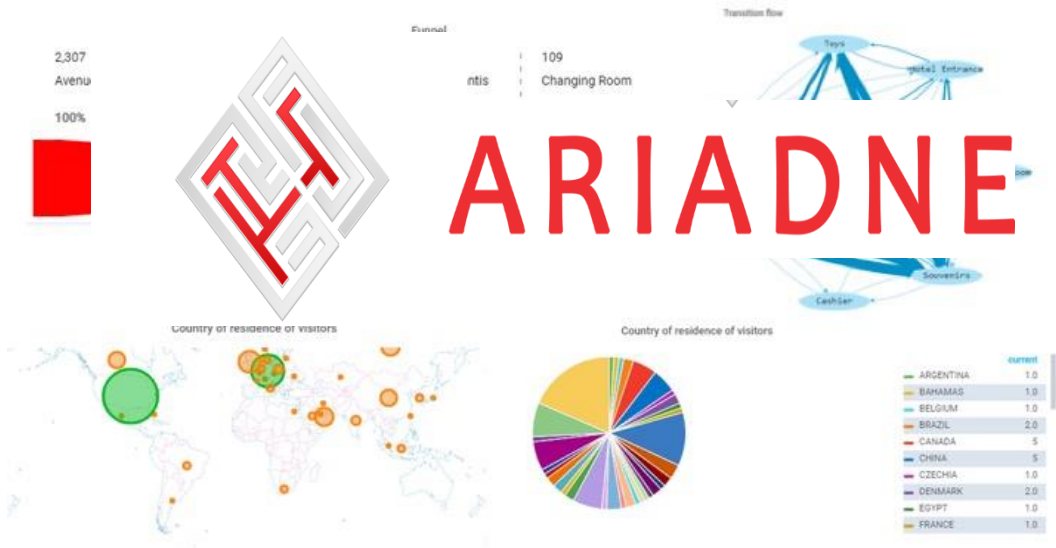 Transition flow
Funnel
2,307
Avenu
100%
ntis
109
Changing Room
Toys
Hotel Entrance
ARIADNE
Souvenirs
Cashier
Country of residence of visitors
Country of residence of visitors
current
ARGENTINA 1.0
BAHAMAS 1.0
BELGIUM 1.0
BRAZIL 2.0
CANADA 5
CHINA 5
CZECHIA 1.0
DENMARK 2.0
EGYPT 1.0
FRANCE 1.0